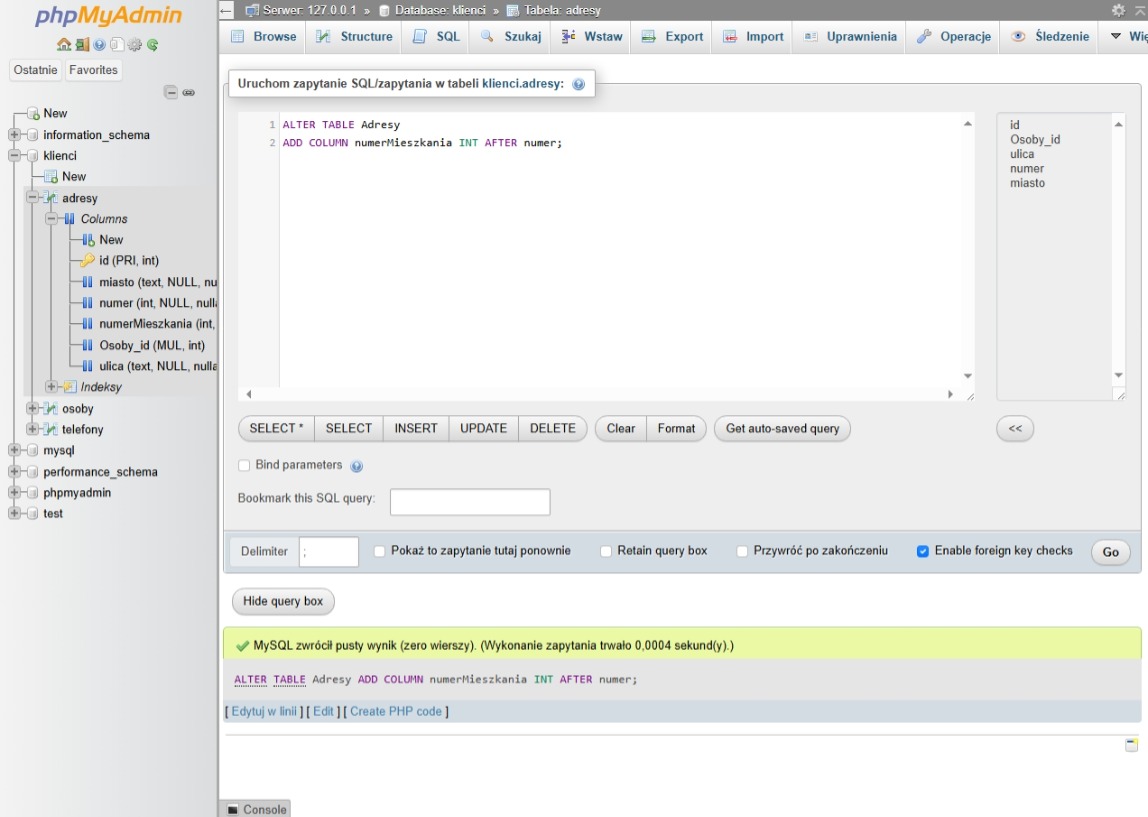 phpMyAdmin
Ostatnie Favorites
New
information_schema
klienci
New
adresy
Columns
New
id (PRI, int)
miasto (text, NULL, nu
numer (int, NULL, nulla
numerMieszkania (int,
Osoby_id (MUL, int)
ulica (text, NULL, nulla
Indeksy
osoby
telefony
mysql
performance_schema
phpmyadmin
test
← Serwer: 127.0.0.1 » Database: klienci » Tabela: adresy
Browse Structure SQL Szukaj Wstaw Export Import Uprawnienia Operacje Śledzenie Wię
Uruchom zapytanie SQL/zapytania w tabeli klienci.adresy:
1 ALTER TABLE Adresy
2 ADD COLUMN numerMieszkania INT AFTER numer;
id
Osoby_id
ulica
numer
miasto
SELECT * SELECT INSERT UPDATE DELETE Clear Format Get auto-saved query <<
Bind parameters
Bookmark this SQL query:
Delimiter ; Pokaż to zapytanie tutaj ponownie Retain query box Przywróć po zakończeniu Enable foreign key checks Go
Hide query box
MySQL zwrócił pusty wynik (zero wierszy). (Wykonanie zapytania trwało 0,0004 sekund(y).)
ALTER TABLE Adresy ADD COLUMN numerMieszkania INT AFTER numer;
[ Edytuj w linii ] [ Edit ] [ Create PHP code ]
Console